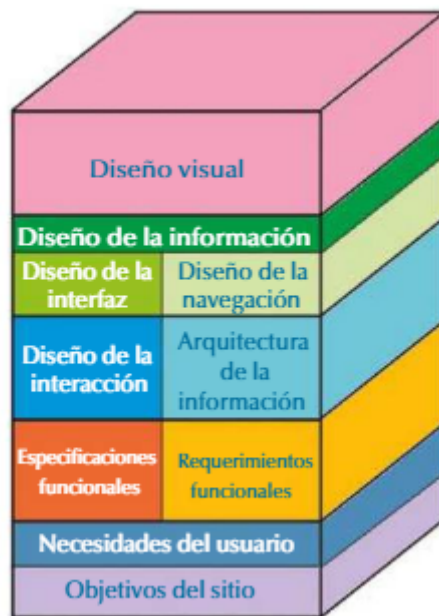 Diseño visual
Diseño de la información
Diseño de la
interfaz
Diseño de la
navegación
Diseño de la
interacción
Arquitectura
de la
información
Especificaciones
funcionales
Requerimientos
funcionales
Necesidades del usuario
Objetivos del sitio